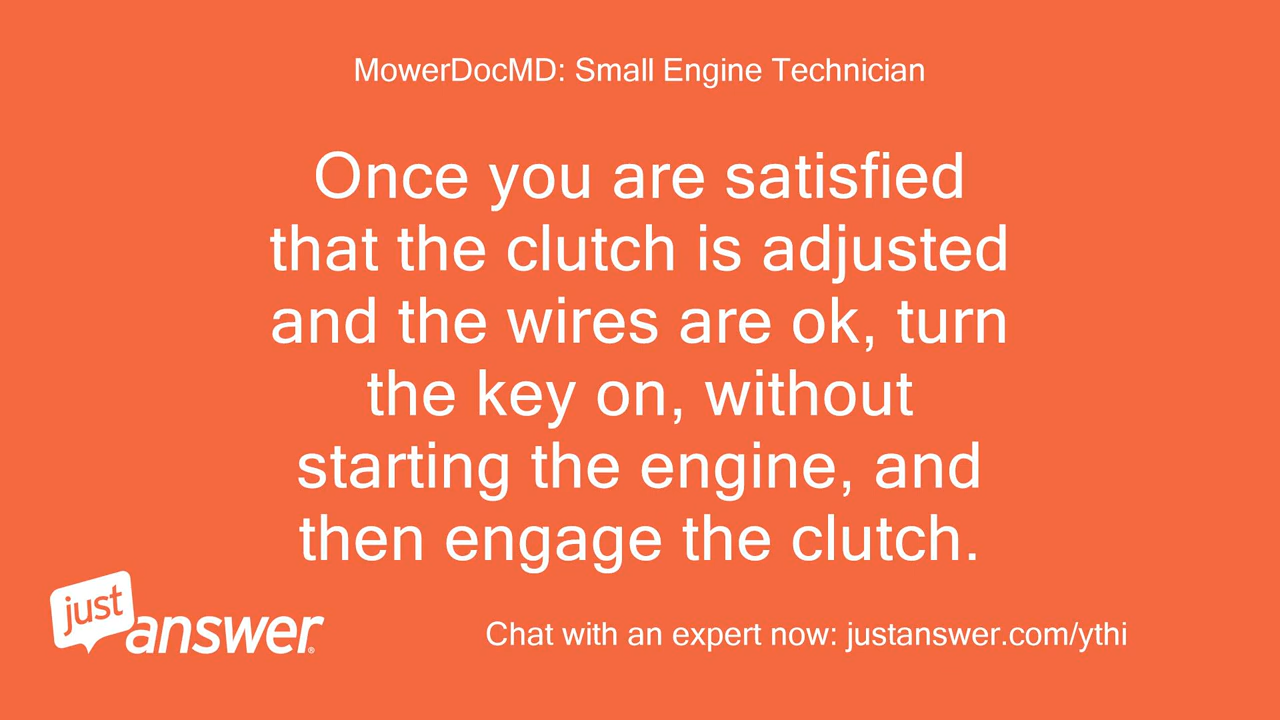 MowerDocMD: Small Engine Technician
Once you are satisfied
that the clutch is adjusted
and the wires are ok, turn
the key on, without
starting the engine, and
then engage the clutch.
just
answer®
Chat with an expert now: justanswer.com/ythi